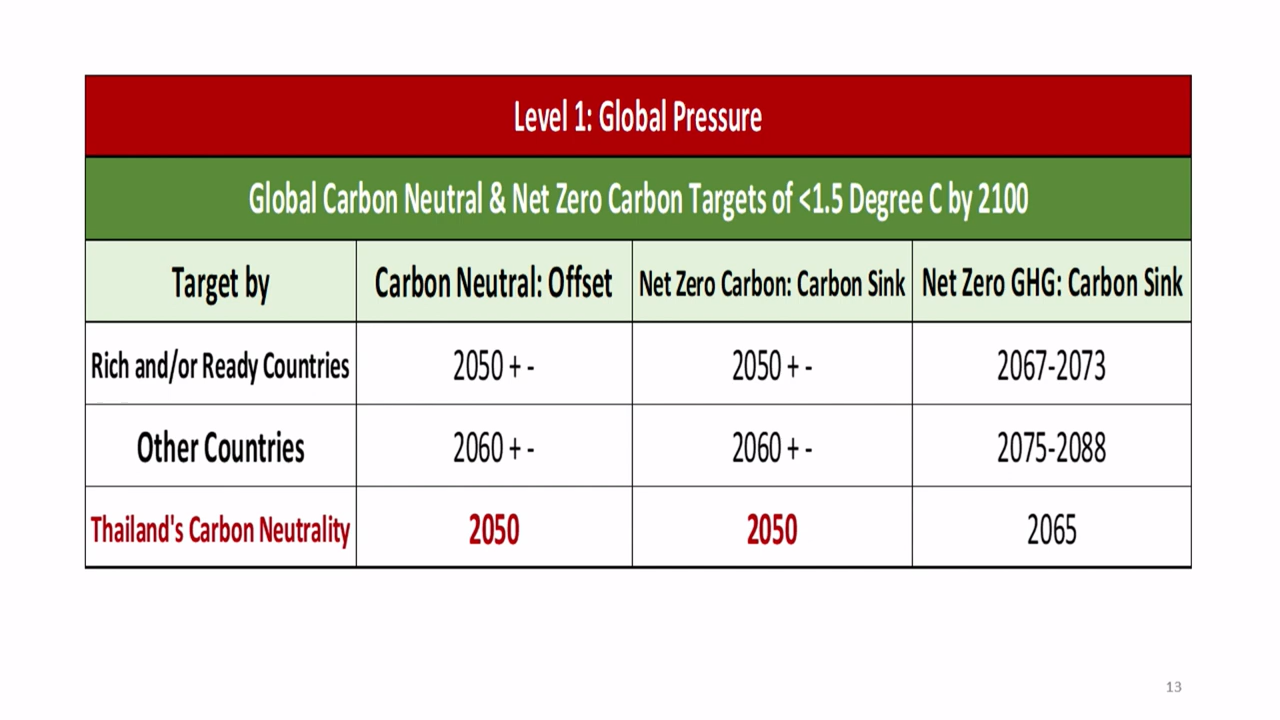 Level 1: Global Pressure
Global Carbon Neutral & Net Zero Carbon Targets of <1.5 Degree C by 2100
Target by Carbon Neutral: Offset Net Zero Carbon: Carbon Sink Net Zero GHG: Carbon Sink
Rich and/or Ready Countries 2050 + - 2050 + - 2067-2073
Other Countries 2060 + - 2060 + - 2075-2088
Thailand's Carbon Neutrality 2050 2050 2065
13